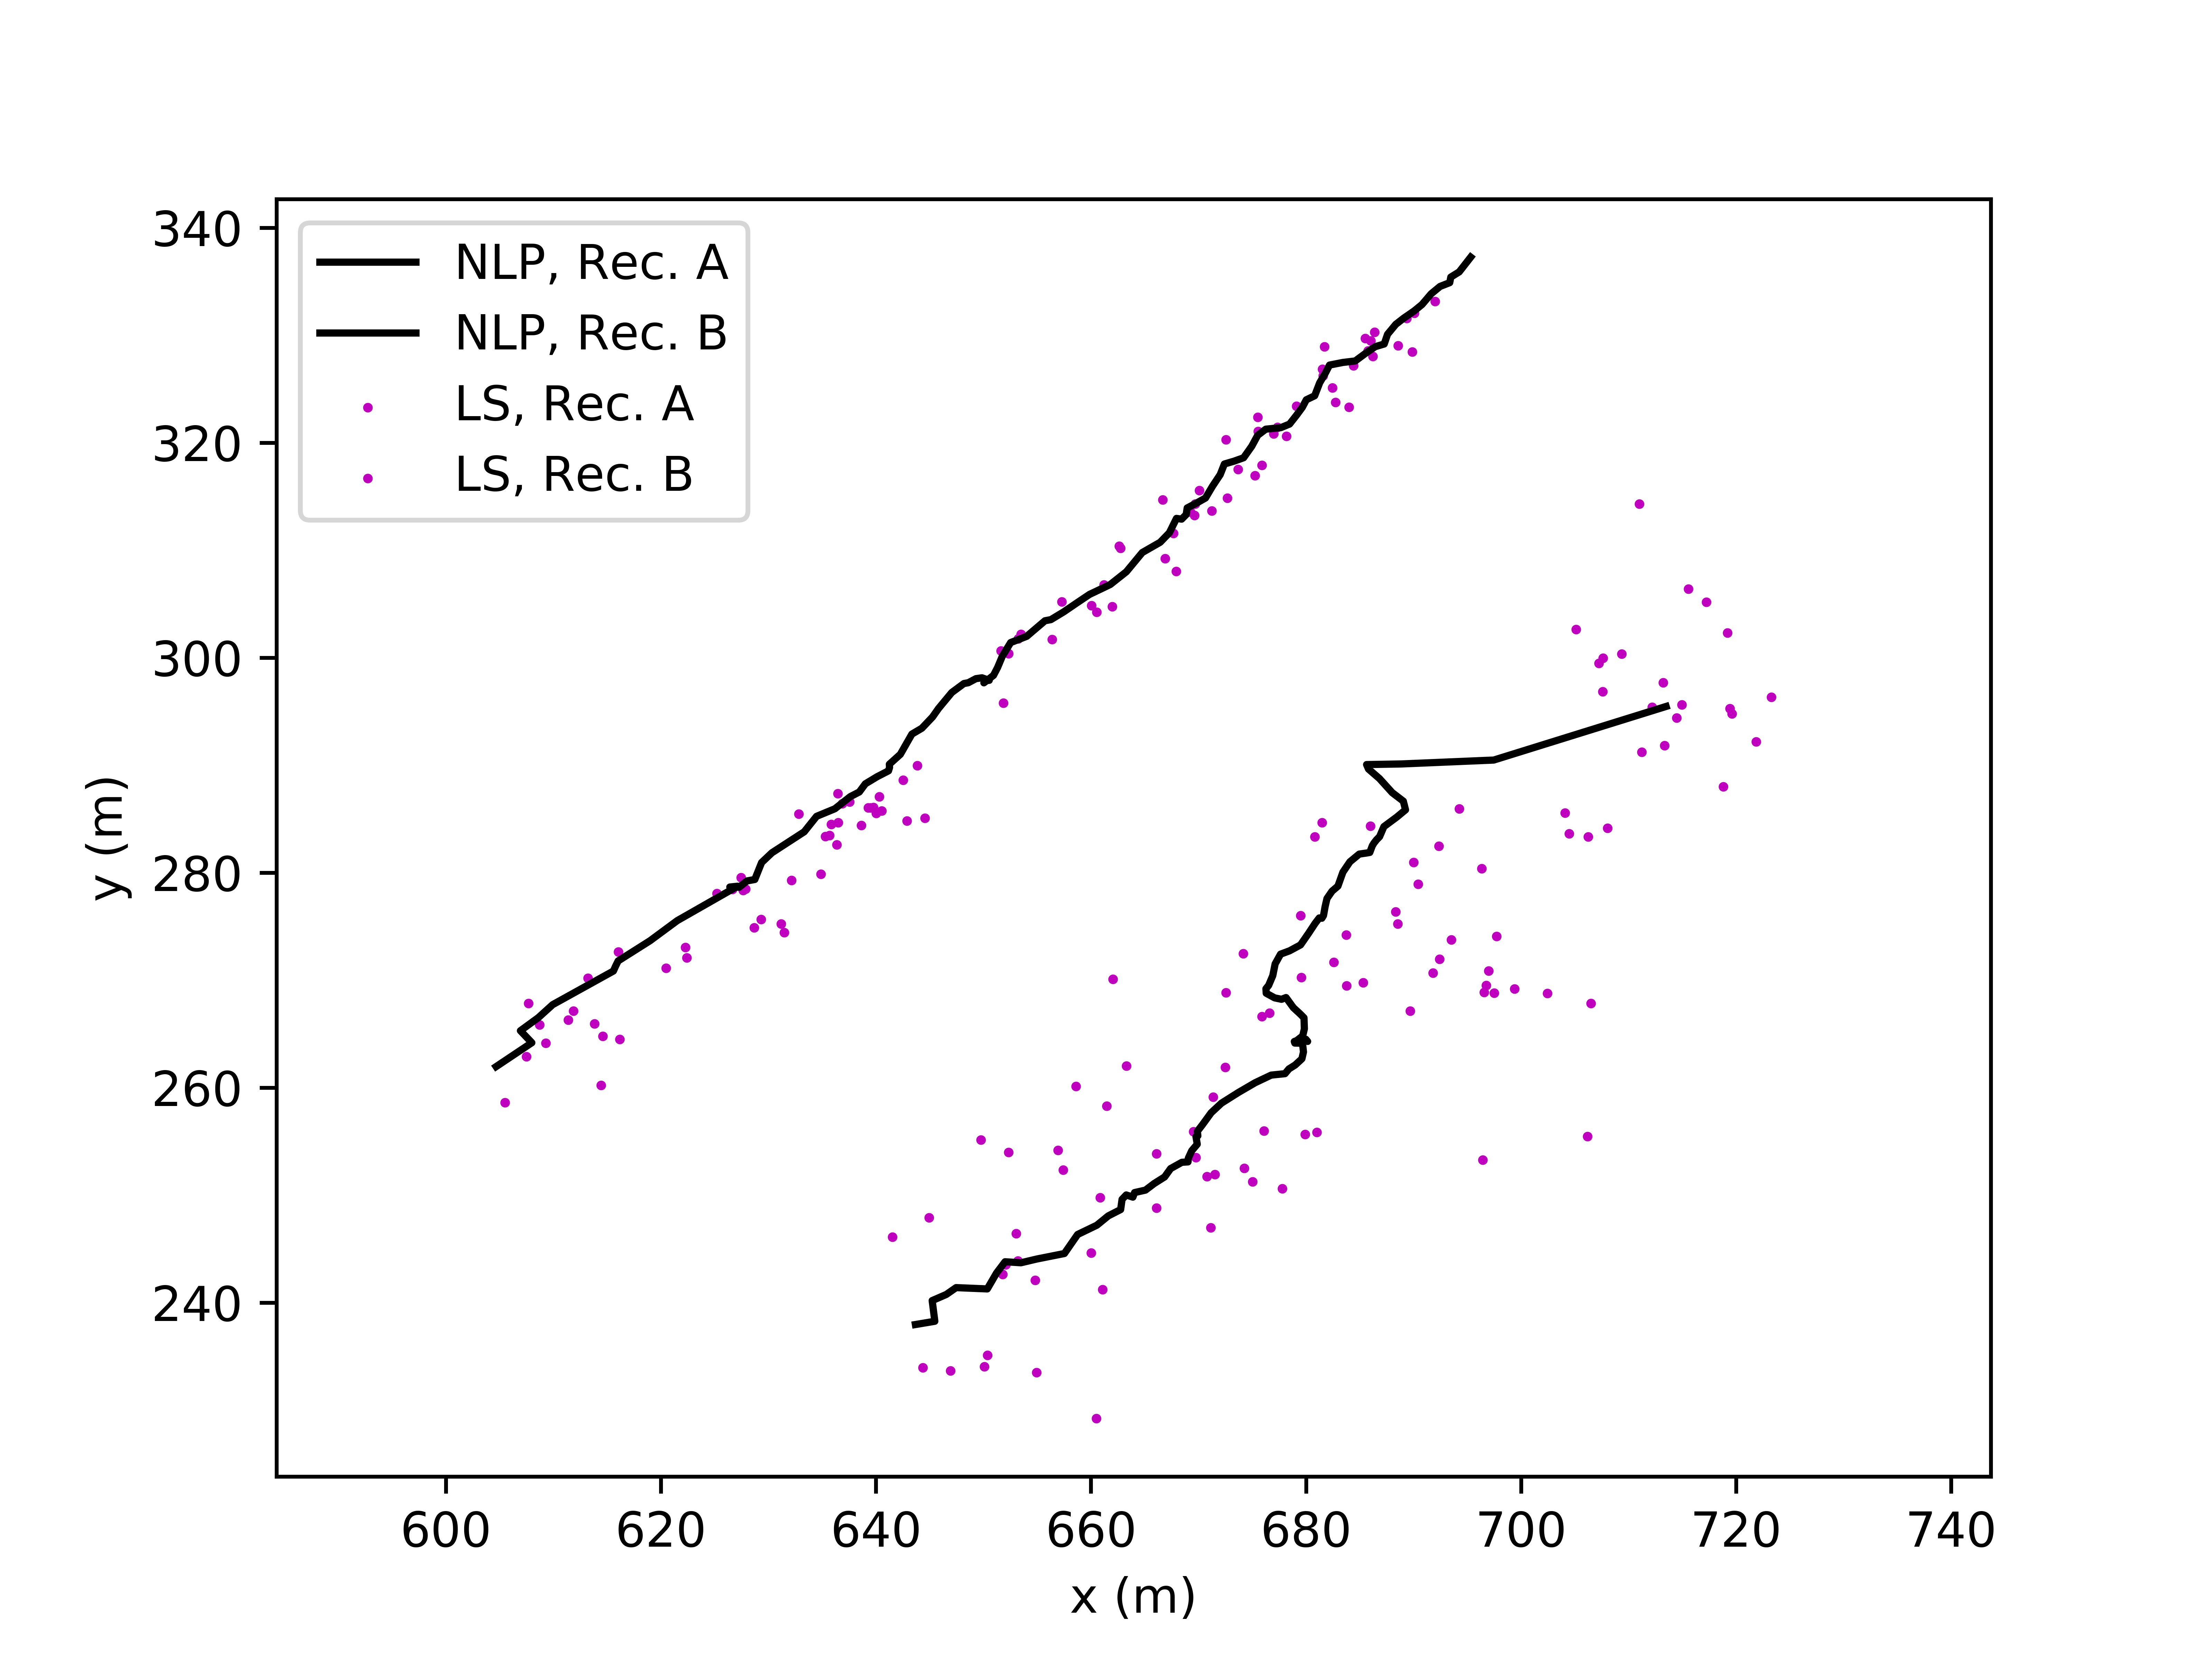 NLP, Rec. A
NLP, Rec. B
LS, Rec. A
LS, Rec. B
340
320
300
280
260
240
y (m)
600 620 640 660 680 700 720 740
x (m)